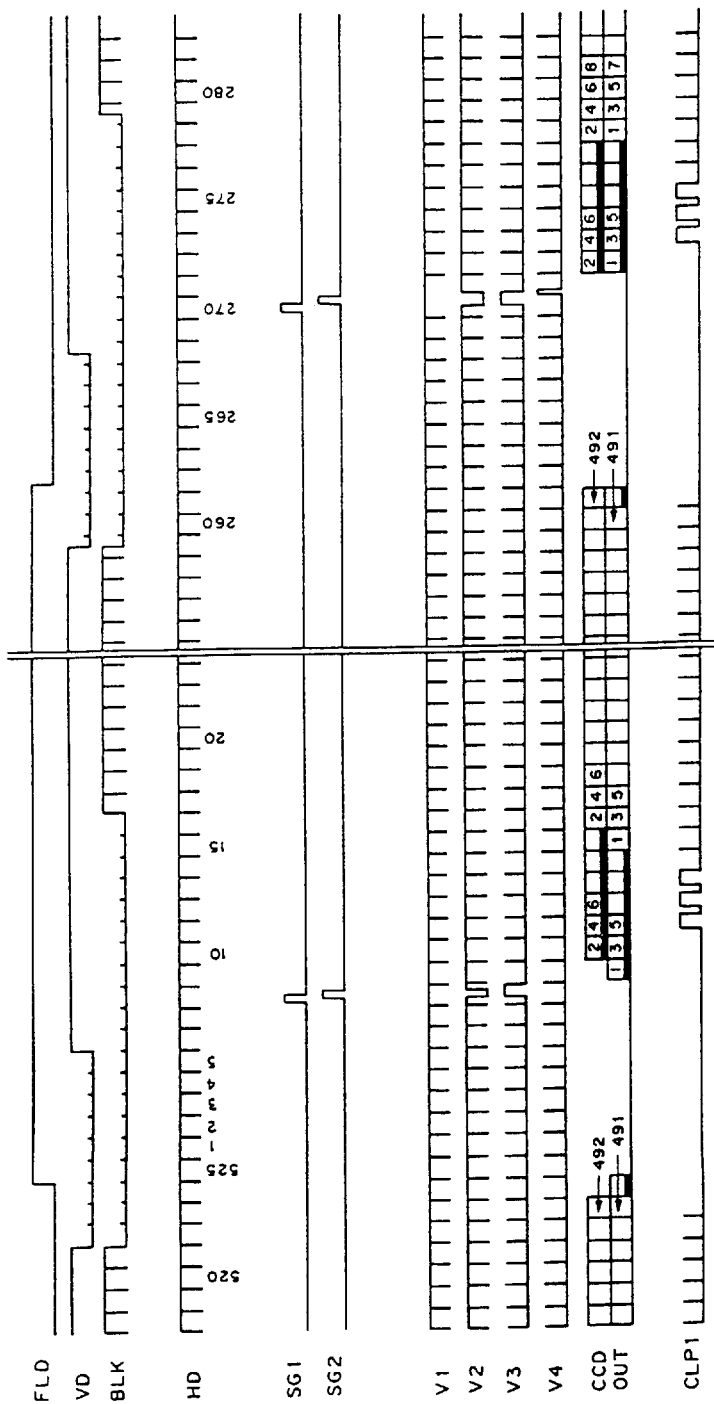 FLD
VD
BLK
HD
520 525 1 2 3 4 5 10 15 20 260 265 270 275 280
SG1
SG2
V1
V2
V3
V4
CCD 492 2 4 6 2 4 6 492 2 4 6 2 4 6 8
OUT 491 1 3 5 1 3 5 491 1 3 5 1 3 5 7
CLP1